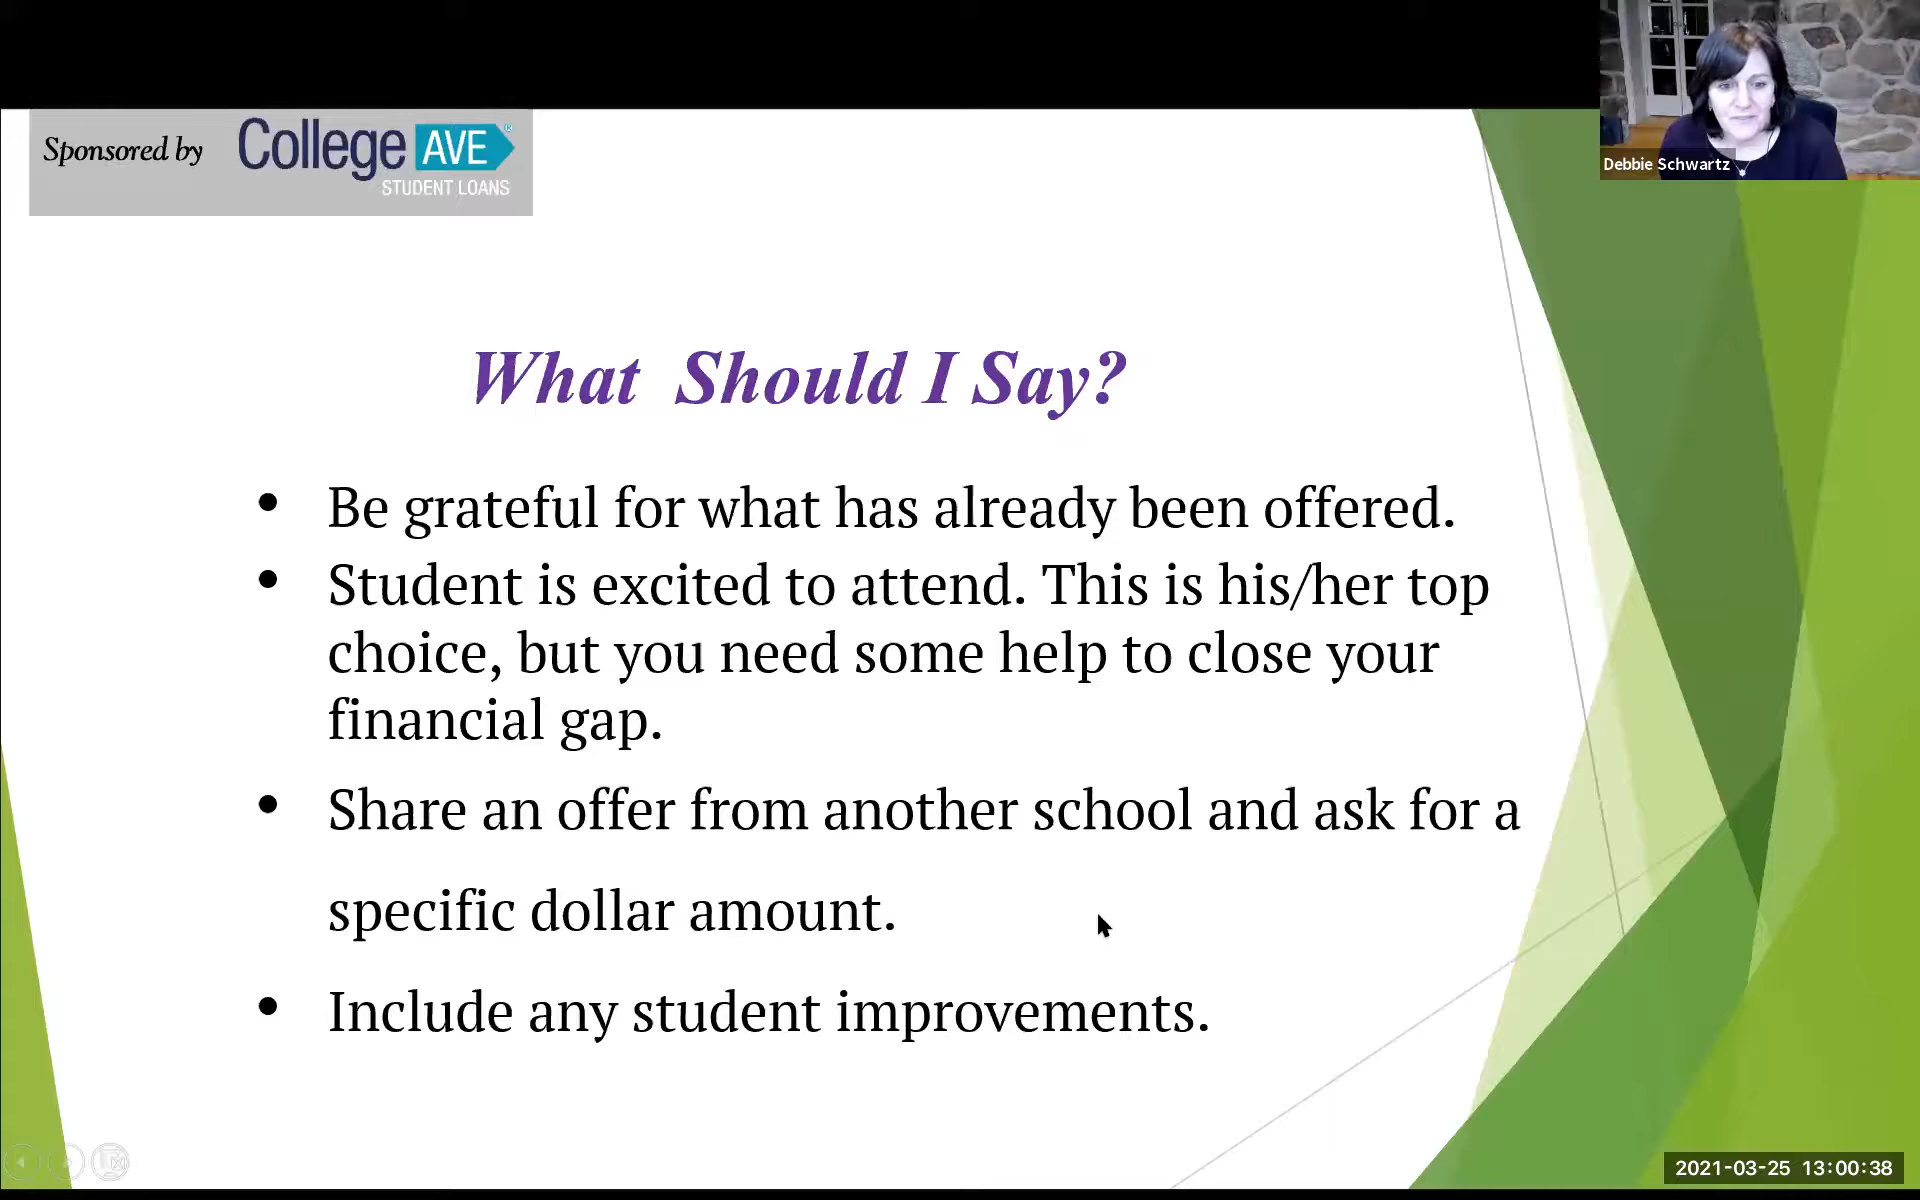 Sponsored by College AVE®
STUDENT LOANS
Debbie Schwartz
What Should I Say?
• Be grateful for what has already been offered.
• Student is excited to attend. This is his/her top
choice, but you need some help to close your
financial gap.
• Share an offer from another school and ask for a
specific dollar amount.
• Include any student improvements.
2021-03-25 13:00:38